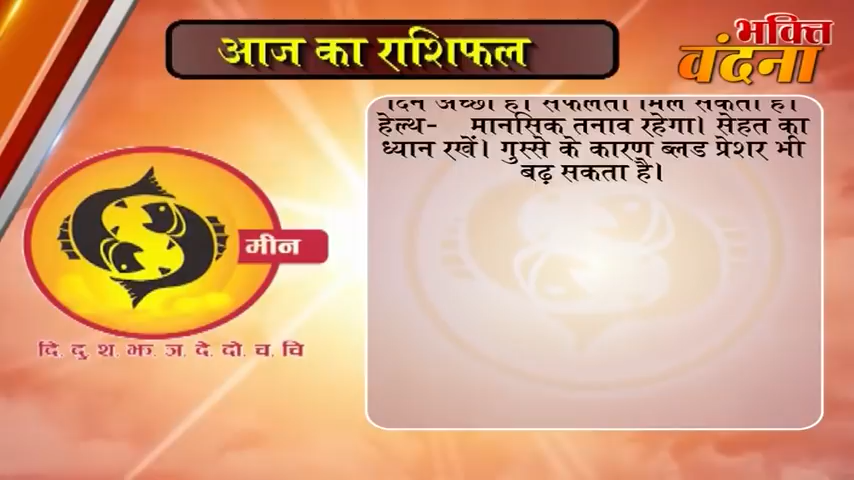 आज का राशिफल
भक्ति
वंदना
दिन अच्छा है। सफलता मिल सकती है।
हेल्थ- मानसिक तनाव रहेगा। सेहत का
ध्यान रखें। गुस्से के कारण ब्लड प्रेशर भी
बढ़ सकता है।
मीन
दि, दु, श, झ, ञ, दे, दो, च, चि